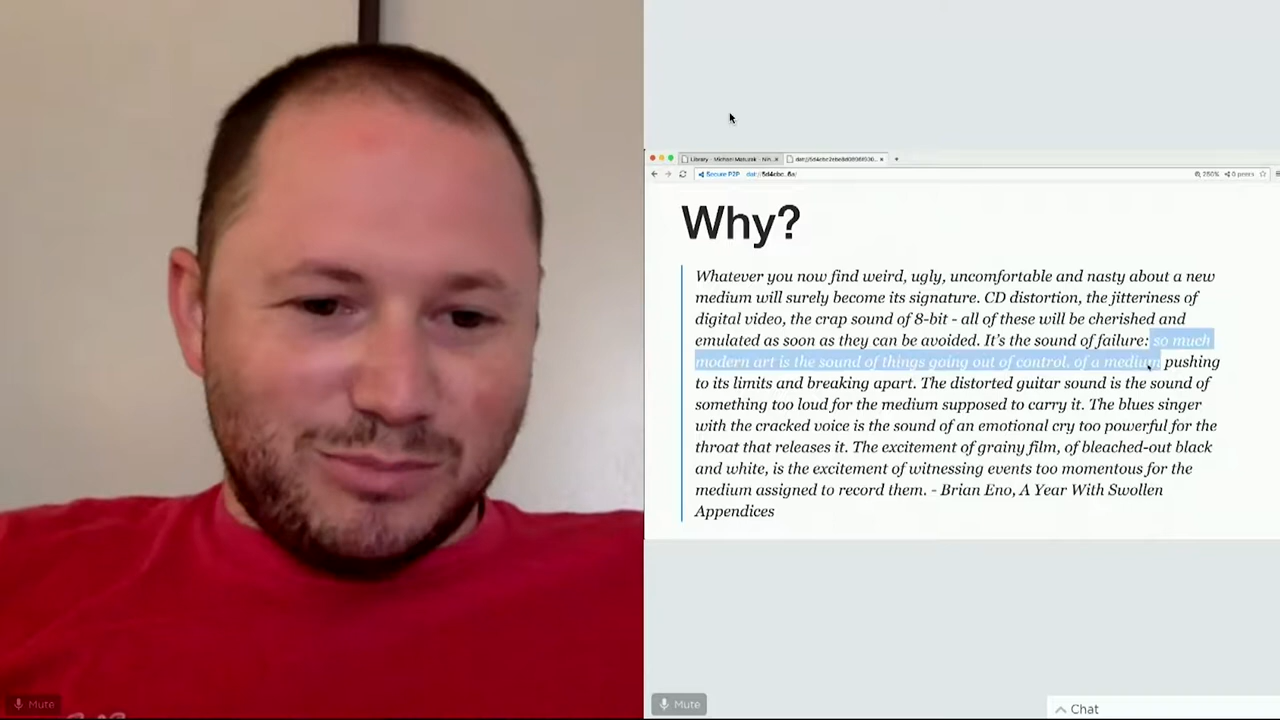 Library - Michael Matuzak - Nih...
Secure P2P
250%
0 peers
Why?
Whatever you now find weird, ugly, uncomfortable and nasty about a new
medium will surely become its signature. CD distortion, the jitteriness of
digital video, the crap sound of 8-bit - all of these will be cherished and
emulated as soon as they can be avoided. It’s the sound of failure: so much
modern art is the sound of things going out of control, of a medium pushing
to its limits and breaking apart. The distorted guitar sound is the sound of
something too loud for the medium supposed to carry it. The blues singer
with the cracked voice is the sound of an emotional cry too powerful for the
throat that releases it. The excitement of grainy film, of bleached-out black
and white, is the excitement of witnessing events too momentous for the
medium assigned to record them. - Brian Eno, A Year With Swollen
Appendices
Mute
Mute
Chat